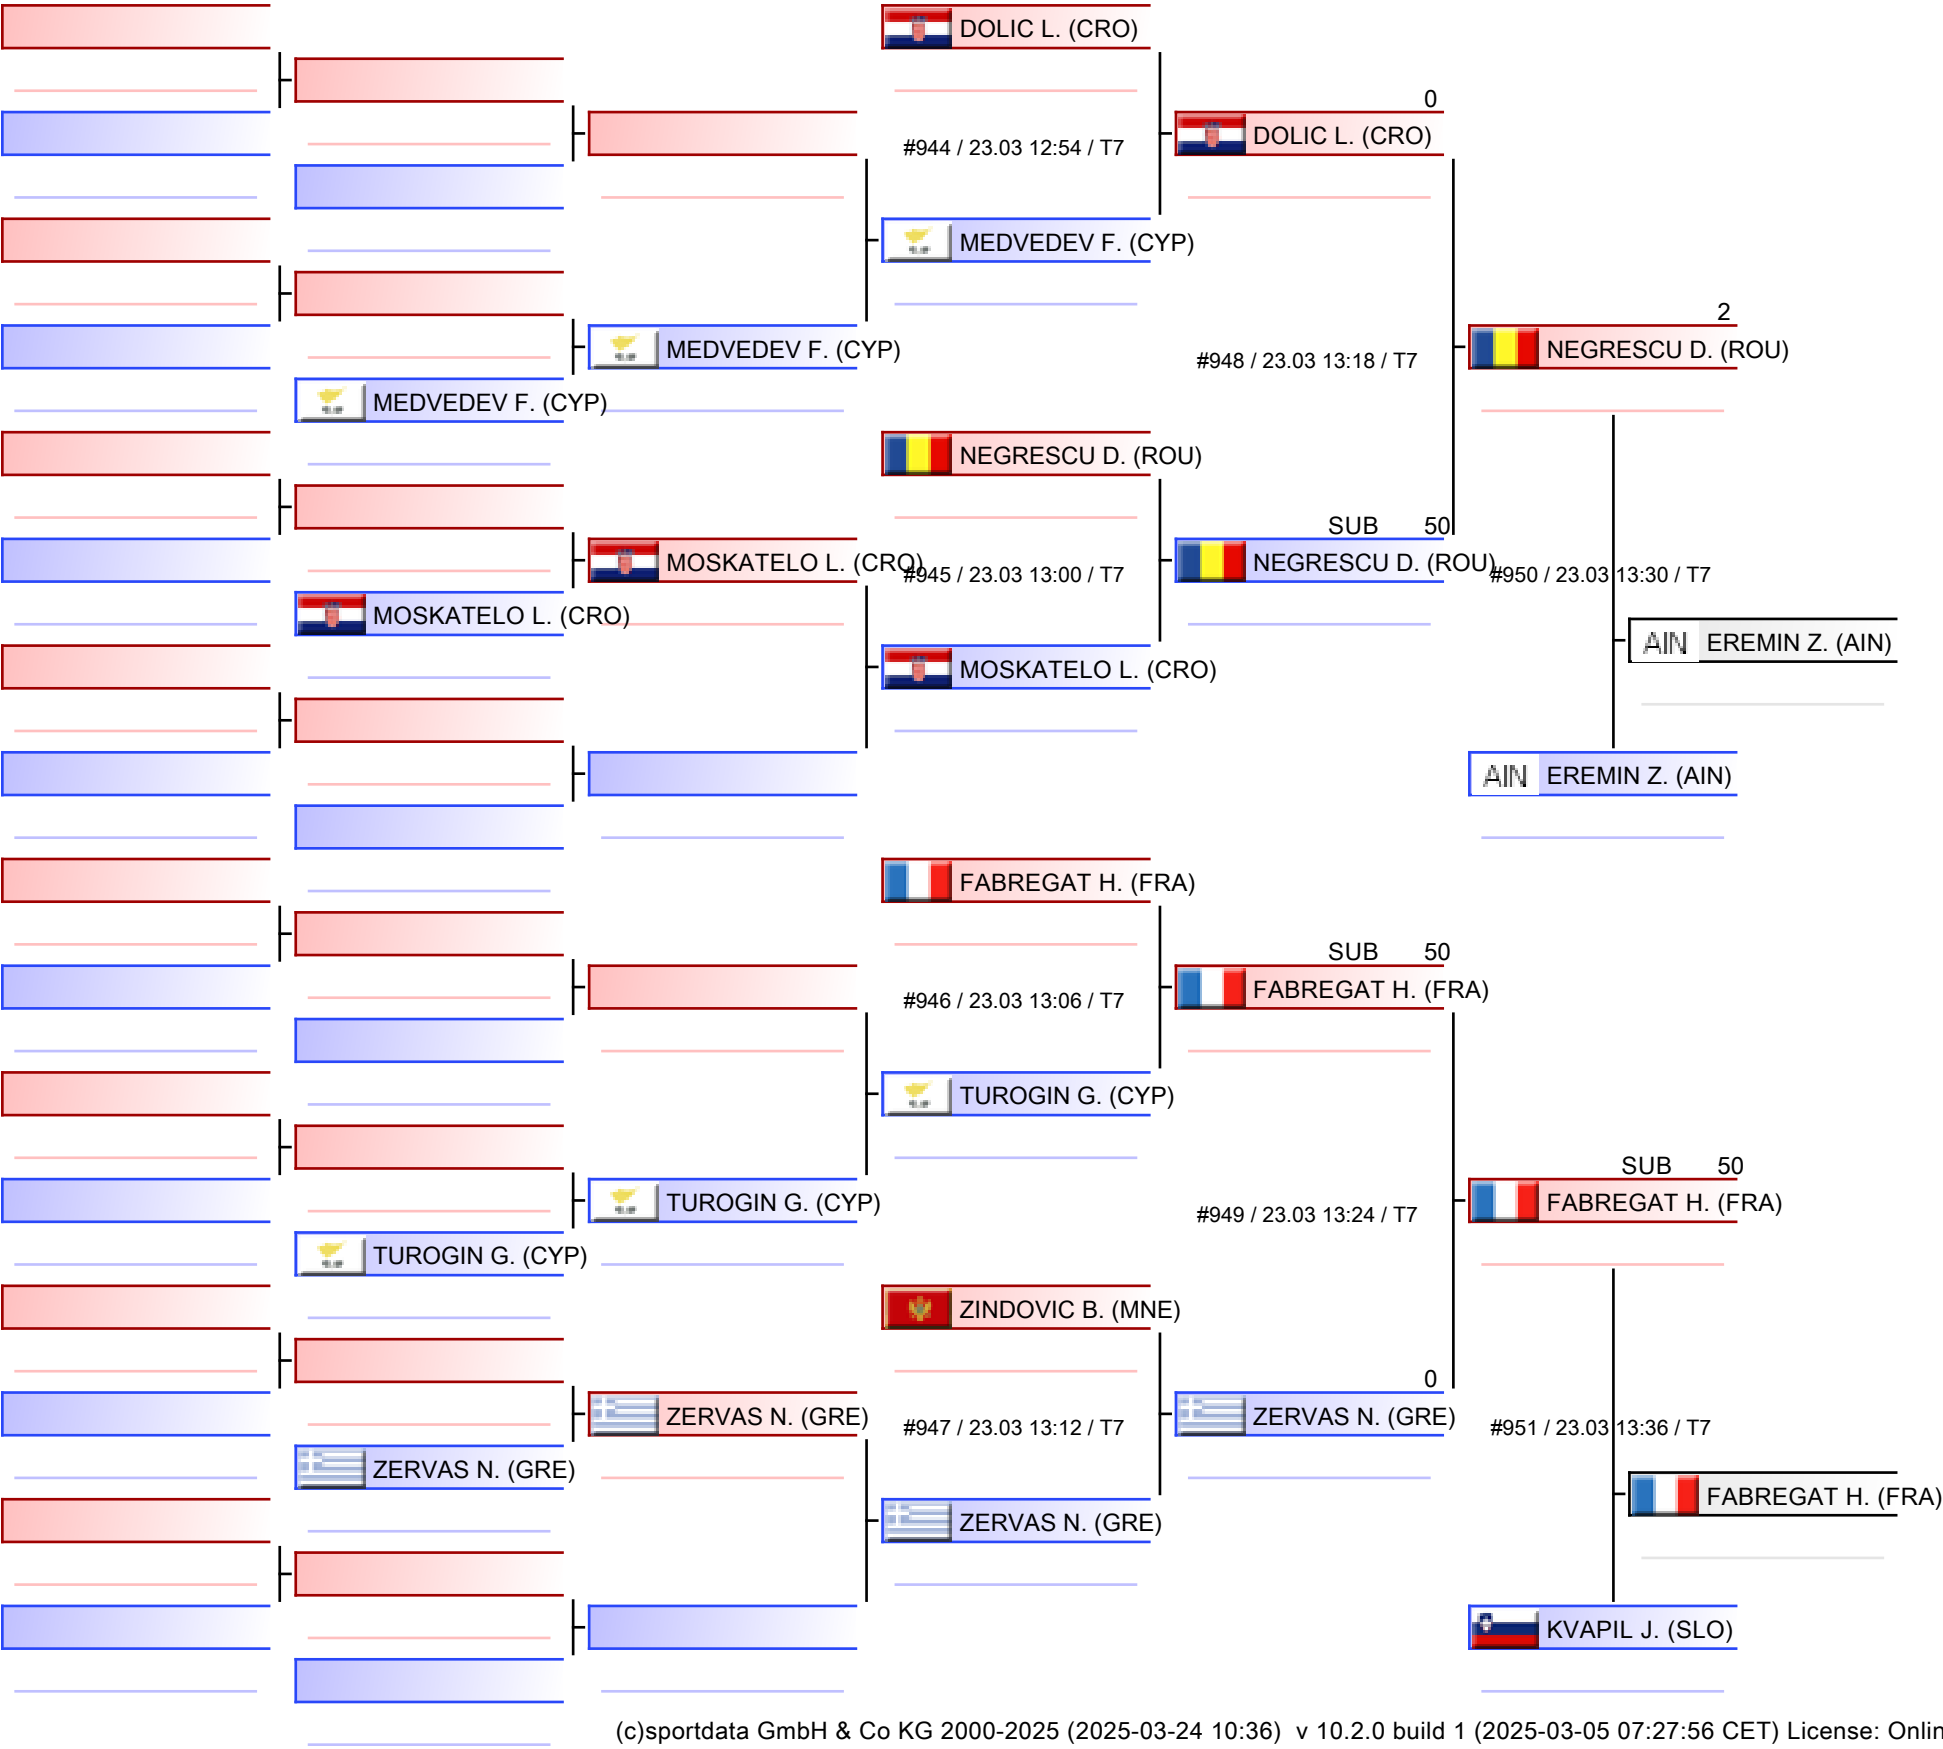 DOLIC L. (CRO)
0
DOLIC L. (CRO)
#944 / 23.03 12:54 / T7
MEDVEDEV F. (CYP)
2
MEDVEDEV F. (CYP)
#948 / 23.03 13:18 / T7
NEGRESCU D. (ROU)
MEDVEDEV F. (CYP)
NEGRESCU D. (ROU)
SUB 50
MOSKATELO L. (CRO)
#945 / 23.03 13:00 / T7
NEGRESCU D. (ROU)
#950 / 23.03 13:30 / T7
MOSKATELO L. (CRO)
AIN EREMIN Z. (AIN)
MOSKATELO L. (CRO)
AIN EREMIN Z. (AIN)
FABREGAT H. (FRA)
SUB 50
#946 / 23.03 13:06 / T7
FABREGAT H. (FRA)
TUROGIN G. (CYP)
SUB 50
TUROGIN G. (CYP)
#949 / 23.03 13:24 / T7
FABREGAT H. (FRA)
TUROGIN G. (CYP)
ZINDOVIC B. (MNE)
0
ZERVAS N. (GRE)
#947 / 23.03 13:12 / T7
ZERVAS N. (GRE)
#951 / 23.03 13:36 / T7
ZERVAS N. (GRE)
FABREGAT H. (FRA)
ZERVAS N. (GRE)
KVAPIL J. (SLO)
(c)sportdata GmbH & Co KG 2000-2025 (2025-03-24 10:36) v 10.2.0 build 1 (2025-03-05 07:27:56 CET) License: Onlin